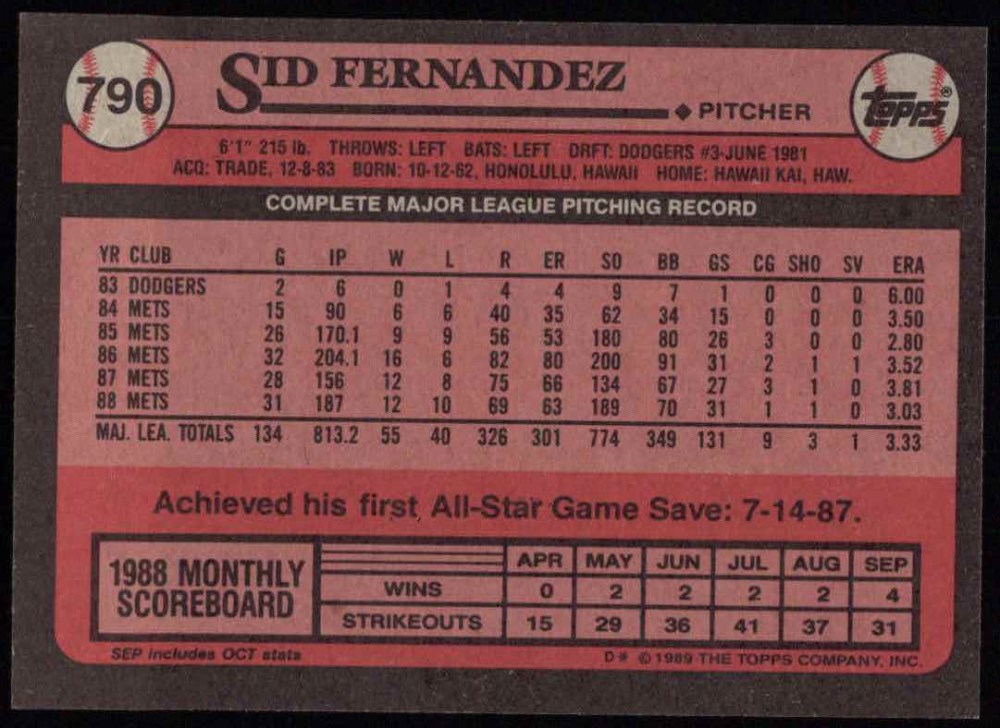 790
SID FERNANDEZ
◆ PITCHER
TOPPS®
6'1" 215 lb. THROWS: LEFT BATS: LEFT DRFT: DODGERS #3-JUNE 1981
ACQ: TRADE, 12-8-83 BORN: 10-12-62, HONOLULU, HAWAII HOME: HAWAII KAI, HAW.
COMPLETE MAJOR LEAGUE PITCHING RECORD
YR CLUB G IP W L R ER SO BB GS CG SHO SV ERA
83 DODGERS 2 6 0 1 4 4 9 7 1 0 0 0 6.00
84 METS 15 90 6 6 40 35 62 34 15 0 0 0 3.50
85 METS 26 170.1 9 9 56 53 180 80 26 3 0 0 2.80
86 METS 32 204.1 16 6 82 80 200 91 31 2 1 1 3.52
87 METS 28 156 12 8 75 66 134 67 27 3 1 0 3.81
88 METS 31 187 12 10 69 63 189 70 31 1 1 0 3.03
MAJ. LEA. TOTALS 134 813.2 55 40 326 301 774 349 131 9 3 1 3.33
Achieved his first All-Star Game Save: 7-14-87.
1988 MONTHLY SCOREBOARD
APR MAY JUN JUL AUG SEP
WINS 0 2 2 2 2 4
STRIKEOUTS 15 29 36 41 37 31
SEP includes OCT stats
D* © 1989 THE TOPPS COMPANY, INC.